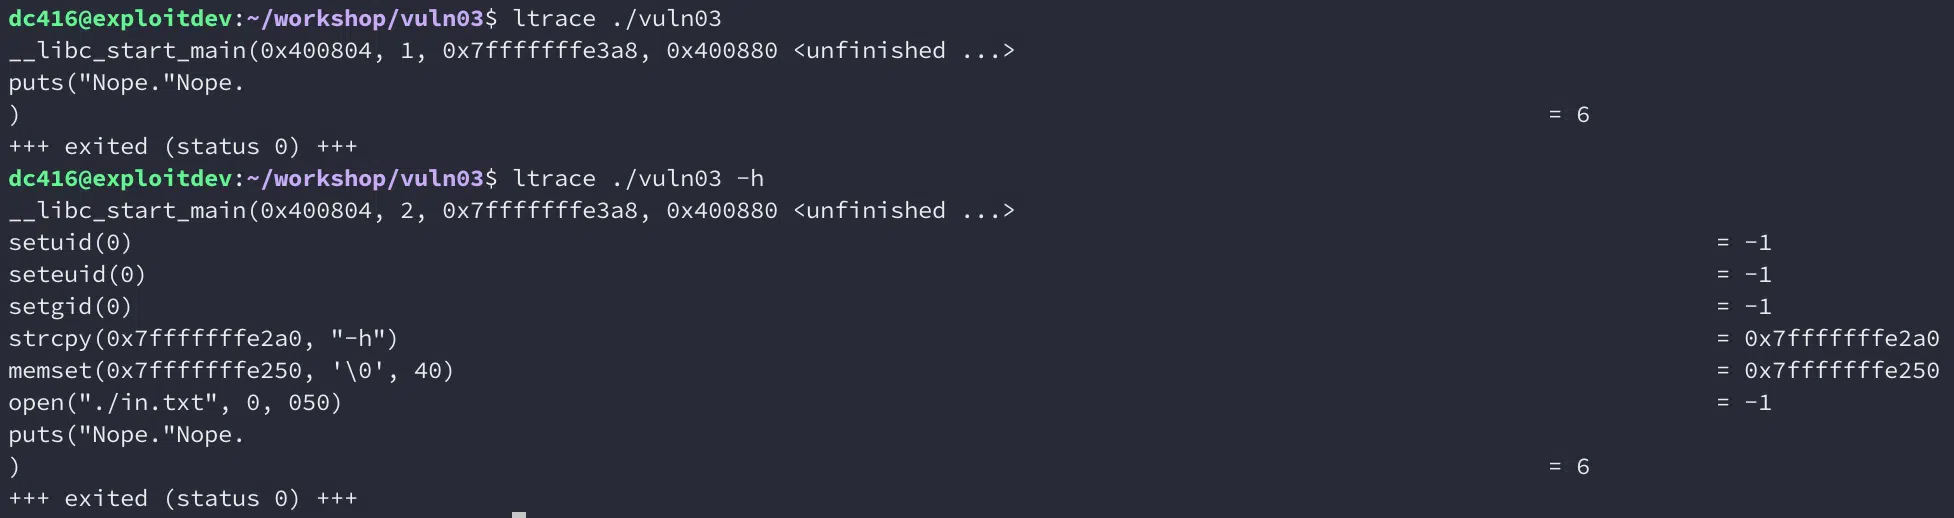 dc416@exploitdev:~/workshop/vuln03$ ltrace ./vuln03
__libc_start_main(0x400804, 1, 0x7fffffffe3a8, 0x400880 <unfinished ...>
puts("Nope."Nope.
) = 6
+++ exited (status 0) +++
dc416@exploitdev:~/workshop/vuln03$ ltrace ./vuln03 -h
__libc_start_main(0x400804, 2, 0x7fffffffe3a8, 0x400880 <unfinished ...>
setuid(0) = -1
seteuid(0) = -1
setgid(0) = -1
strcpy(0x7fffffffe2a0, "-h") = 0x7fffffffe2a0
memset(0x7fffffffe250, '\0', 40) = 0x7fffffffe250
open("./in.txt", 0, 050) = -1
puts("Nope."Nope.
) = 6
+++ exited (status 0) +++